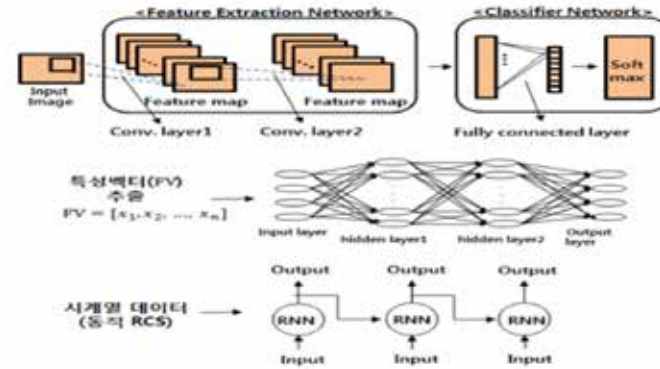 <Feature Extraction Network>
<Classifier Network>
Input
Image
Feature map
Feature map
Soft
max
Conv. layer1
Conv. layer2
Fully connected layer
특성벡터(FV)
추출
FV = [x₁,x₂, ..., xₙ]
Input layer
hidden layer1
hidden layer2
Output
layer
Output
Output
Output
시계열 데이터
(동적 RCS)
RNN
RNN
RNN
Input
Input
Input